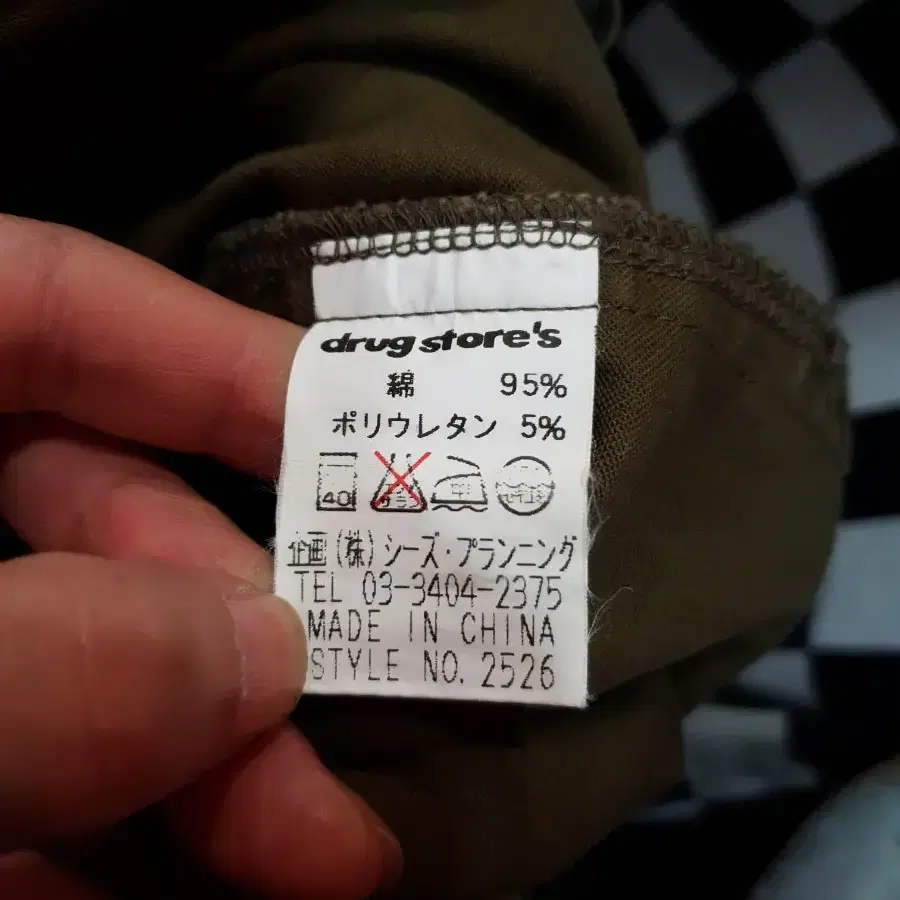 drug store's
綿 95%
ポリウレタン 5%
40
企画(株)シーズ・プランニング
TEL 03-3404-2375
MADE IN CHINA
STYLE NO. 2526